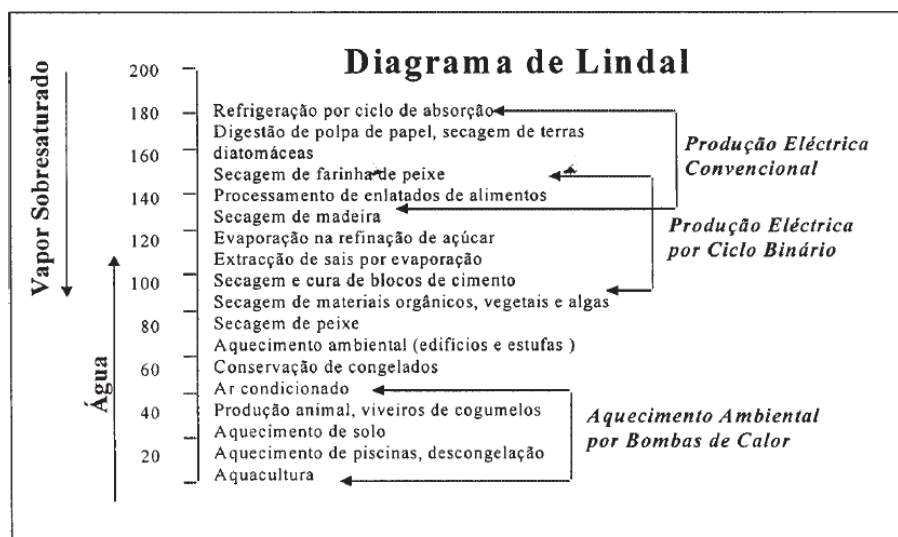 Diagrama de Lindal
Vapor Sobresaturado
Água
200
180
160
140
120
100
80
60
40
20
Refrigeração por ciclo de absorção
Digestão de polpa de papel, secagem de terras
diatomáceas
Secagem de farinha de peixe
Processamento de enlatados de alimentos
Secagem de madeira
Evaporação na refinação de açúcar
Extracção de sais por evaporação
Secagem e cura de blocos de cimento
Secagem de materiais orgânicos, vegetais e algas
Secagem de peixe
Aquecimento ambiental (edificios e estufas )
Conservação de congelados
Ar condicionado
Produção animal, viveiros de cogumelos
Aquecimento de solo
Aquecimento de piscinas, descongelação
Aquacultura
Produção Eléctrica
Convencional
Produção Eléctrica
por Ciclo Binário
Aquecimento Ambiental
por Bombas de Calor